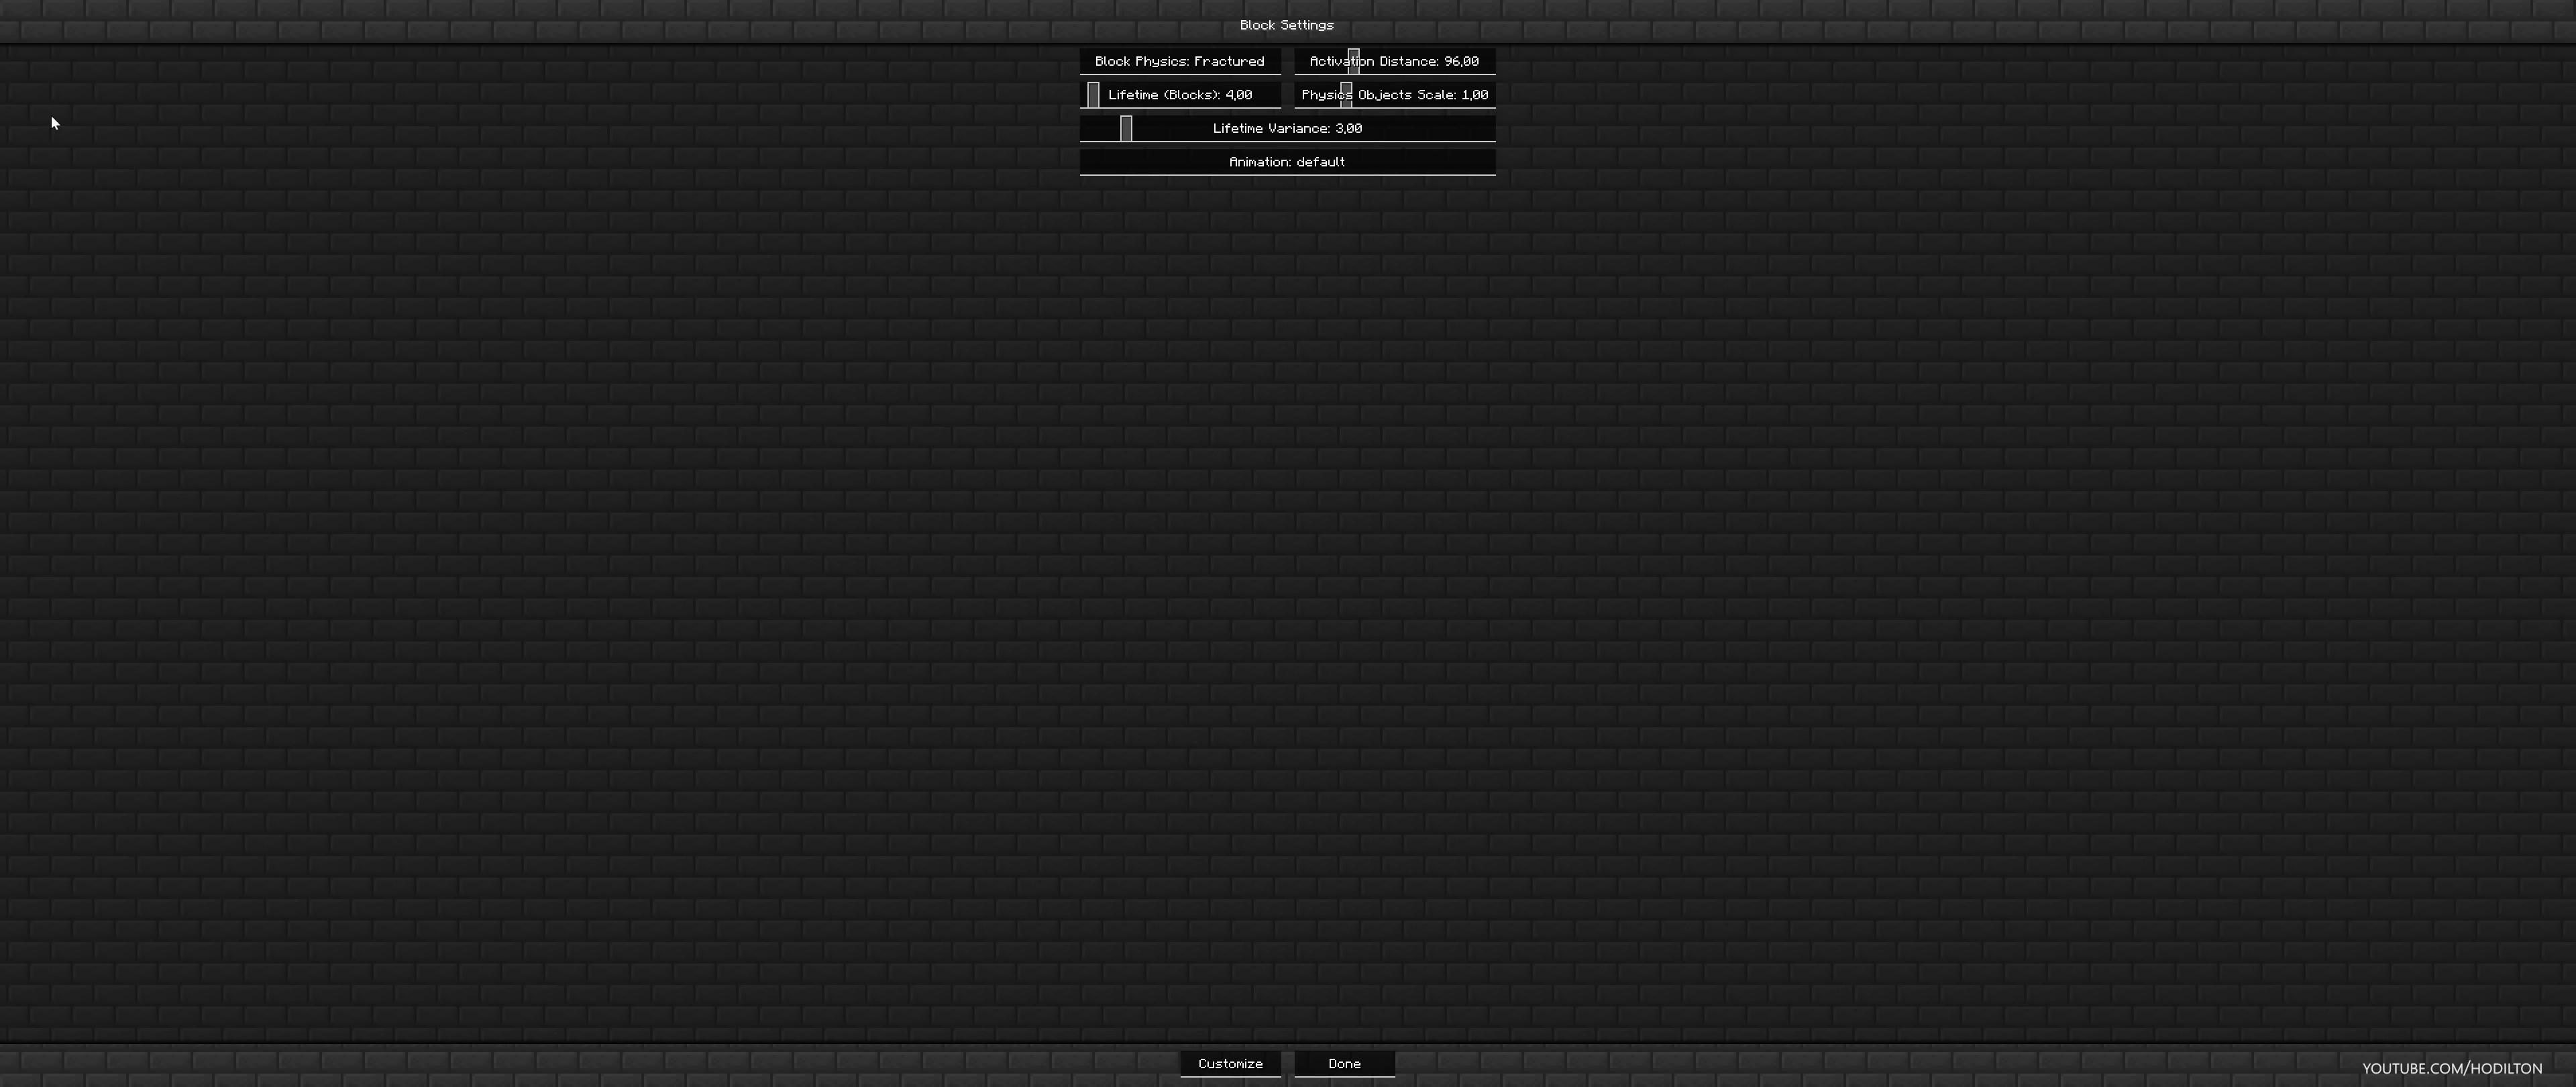 Block Settings
Block Physics: Fractured
Activation Distance: 96,00
Lifetime (Blocks): 4,00
Physics Objects Scale: 1,00
Lifetime Variance: 3,00
Animation: default
Customize
Done
YOUTUBE.COM/HODILTON